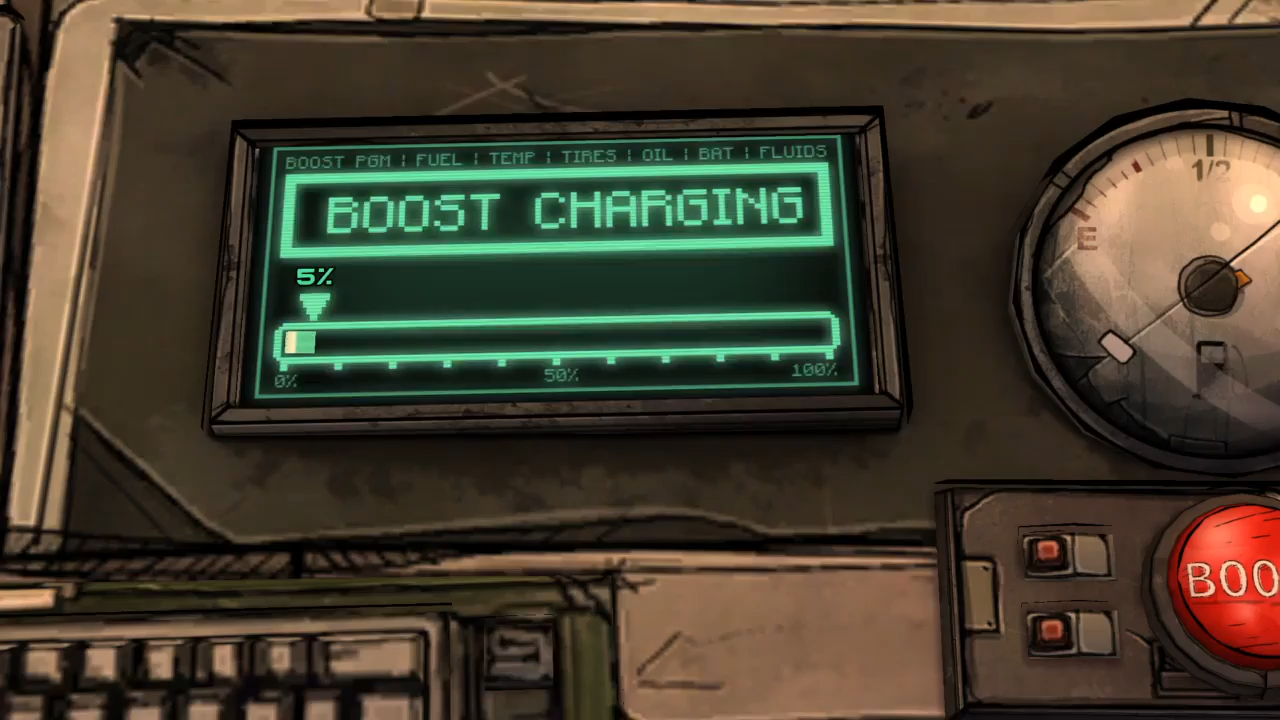 BOOST PGM ¦ FUEL ¦ TEMP ¦ TIRES ¦ OIL ¦ BAT ¦ FLUIDS
BOOST CHARGING
5%
0% 50% 100%
1/2
E
BOO